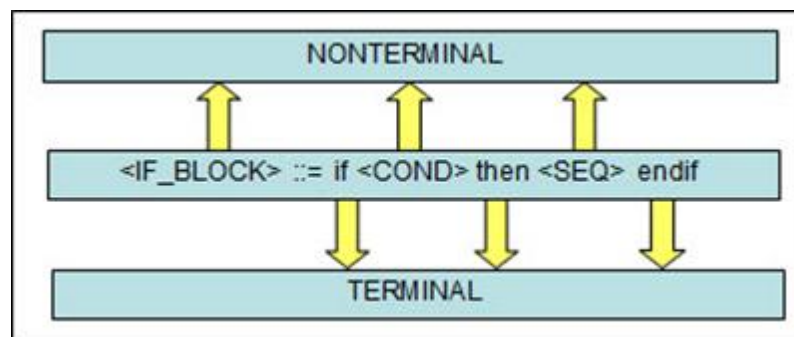 NONTERMINAL
<IF_BLOCK> ::= if <COND> then <SEQ> endif
TERMINAL